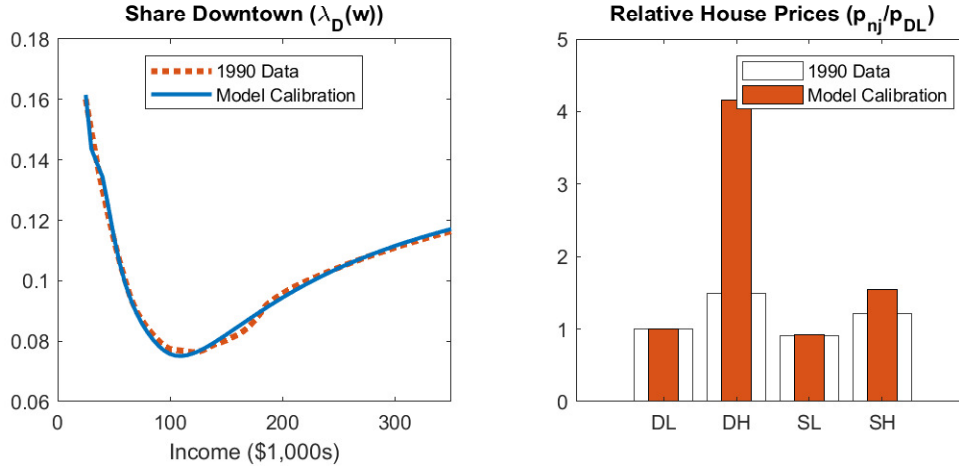 Share Downtown (λD(w))
0.18
0.16
0.14
0.12
0.1
0.08
0.06
1990 Data
Model Calibration
100
200
300
Income ($1,000s)
Relative House Prices (pnj/pDL)
5
4
3
2
1
0
1990 Data
Model Calibration
DL
DH
SL
SH